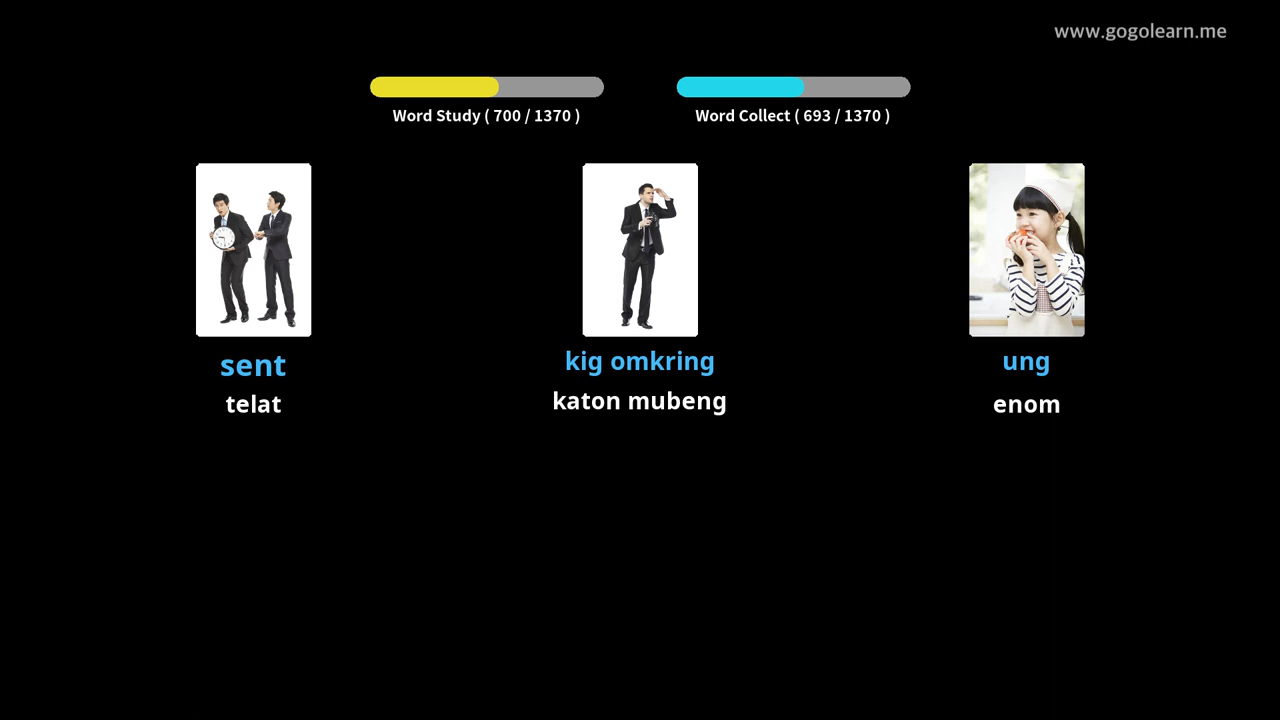 www.gogolearn.me
Word Study ( 700 / 1370 )
Word Collect ( 693 / 1370 )
sent
telat
kig omkring
katon mubeng
ung
enom